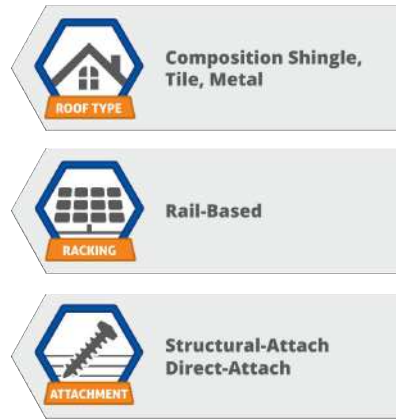 Composition Shingle,
Tile, Metal
ROOF TYPE
Rail-Based
RACKING
Structural-Attach
Direct-Attach
ATTACHMENT